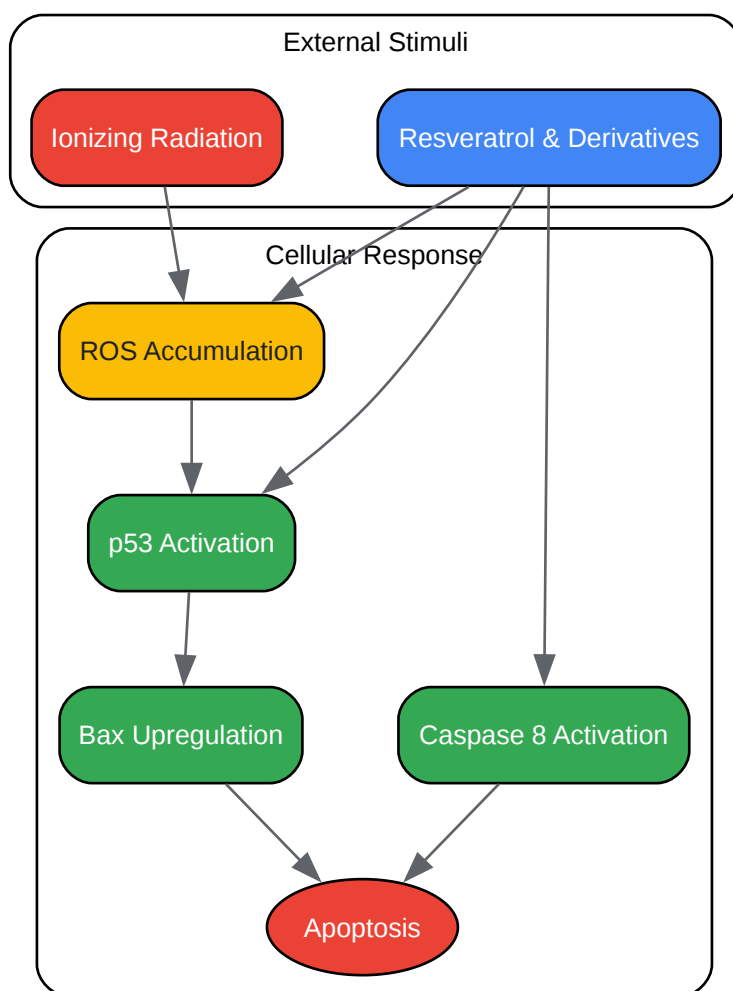 External Stimuli
Ionizing Radiation
Resveratrol & Derivatives
Cellular Response
ROS Accumulation
p53 Activation
Bax Upregulation
Caspase 8 Activation
Apoptosis